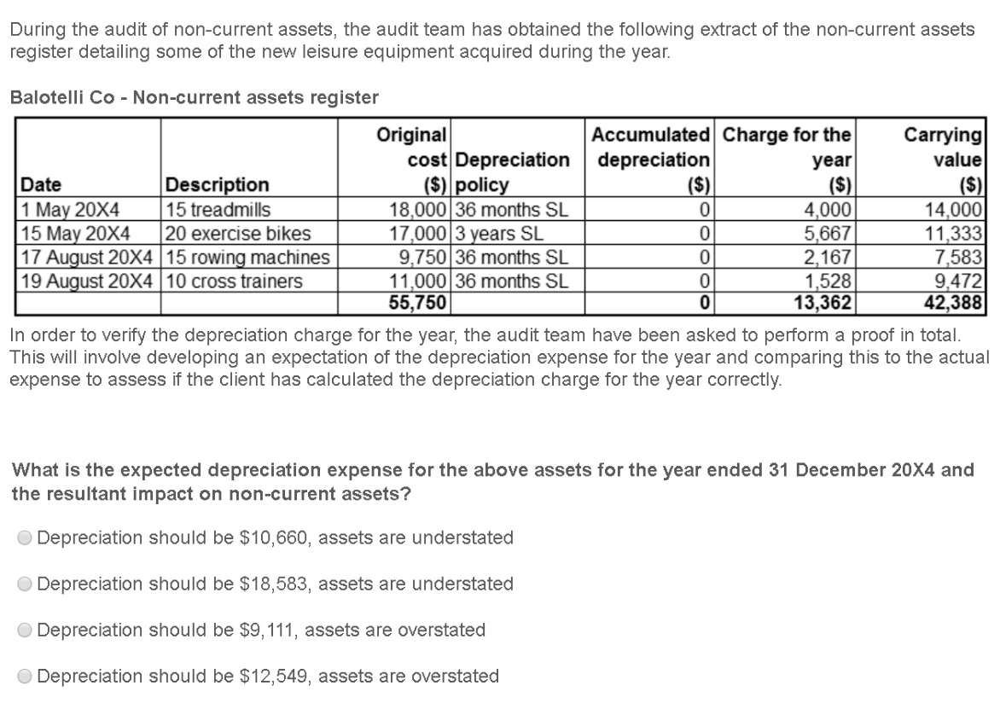 During the audit of non-current assets, the audit team has obtained the following extract of the non-current assets
register detailing some of the new leisure equipment acquired during the year.
Balotelli Co - Non-current assets register
Original Accumulated Charge for the Carrying
cost Depreciation depreciation year value
Date Description ($) policy ($) ($) ($)
1 May 20X4 15 treadmills 18,000 36 months SL 0 4,000 14,000
15 May 20X4 20 exercise bikes 17,000 3 years SL 0 5,667 11,333
17 August 20X4 15 rowing machines 9,750 36 months SL 0 2,167 7,583
19 August 20X4 10 cross trainers 11,000 36 months SL 0 1,528 9,472
55,750 0 13,362 42,388
In order to verify the depreciation charge for the year, the audit team have been asked to perform a proof in total.
This will involve developing an expectation of the depreciation expense for the year and comparing this to the actual
expense to assess if the client has calculated the depreciation charge for the year correctly.
What is the expected depreciation expense for the above assets for the year ended 31 December 20X4 and
the resultant impact on non-current assets?
Depreciation should be $10,660, assets are understated
Depreciation should be $18,583, assets are understated
Depreciation should be $9,111, assets are overstated
Depreciation should be $12,549, assets are overstated